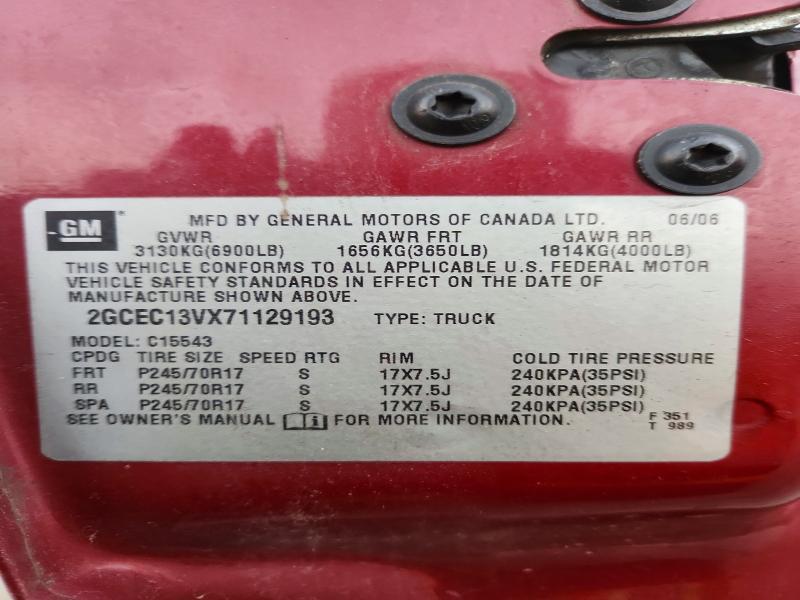 GM
MFD BY GENERAL MOTORS OF CANADA LTD. 06/06
GVWR GAWR FRT GAWR RR
3130KG(6900LB) 1656KG(3650LB) 1814KG(4000LB)
THIS VEHICLE CONFORMS TO ALL APPLICABLE U.S. FEDERAL MOTOR
VEHICLE SAFETY STANDARDS IN EFFECT ON THE DATE OF
MANUFACTURE SHOWN ABOVE.
2GCEC13VX71129193 TYPE: TRUCK
MODEL: C15543
CPDG TIRE SIZE SPEED RTG RIM COLD TIRE PRESSURE
FRT P245/70R17 S 17X7.5J 240KPA(35PSI)
RR P245/70R17 S 17X7.5J 240KPA(35PSI)
SPA P245/70R17 S 17X7.5J 240KPA(35PSI)
SEE OWNER'S MANUAL FOR MORE INFORMATION. F 351
T 989